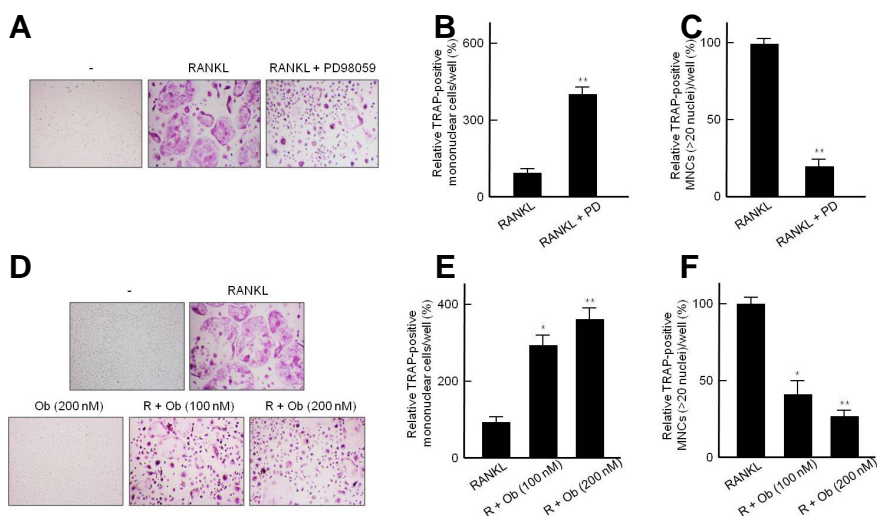 A
-
RANKL
RANKL + PD98059
B
Relative TRAP-positive
mononuclear cells/well (%)
600
300
0
**
RANKL
RANKL + PD
C
Relative TRAP-positive
MNCs (>20 nuclei)/well (%)
100
50
0
**
RANKL
RANKL + PD
D
-
RANKL
Ob (200 nM)
R + Ob (100 nM)
R + Ob (200 nM)
E
Relative TRAP-positive
mononuclear cells/well (%)
400
200
0
*
**
RANKL
R + Ob (100 nM)
R + Ob (200 nM)
F
Relative TRAP-positive
MNCs (>20 nuclei)/well (%)
100
50
0
*
**
RANKL
R + Ob (100 nM)
R + Ob (200 nM)